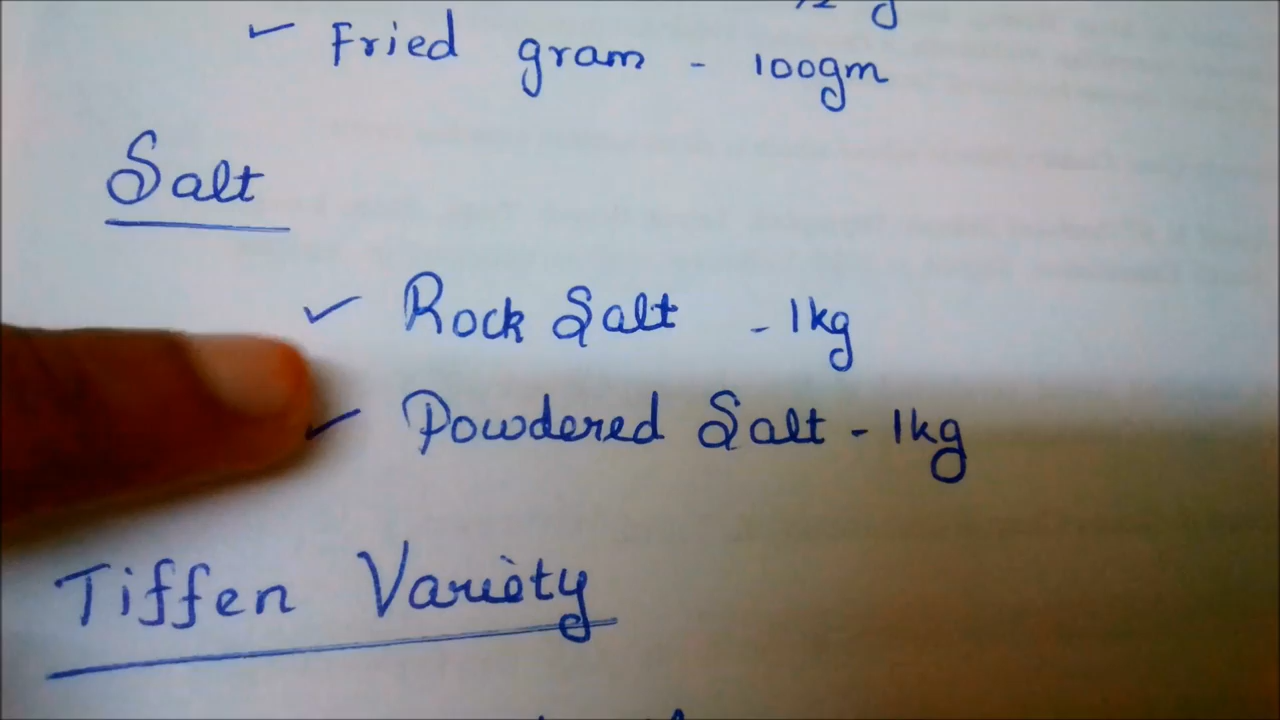 ✓ Fried gram - 100gm
Salt
✓ Rock Salt - 1kg
✓ Powdered Salt - 1kg
Tiffen Variety